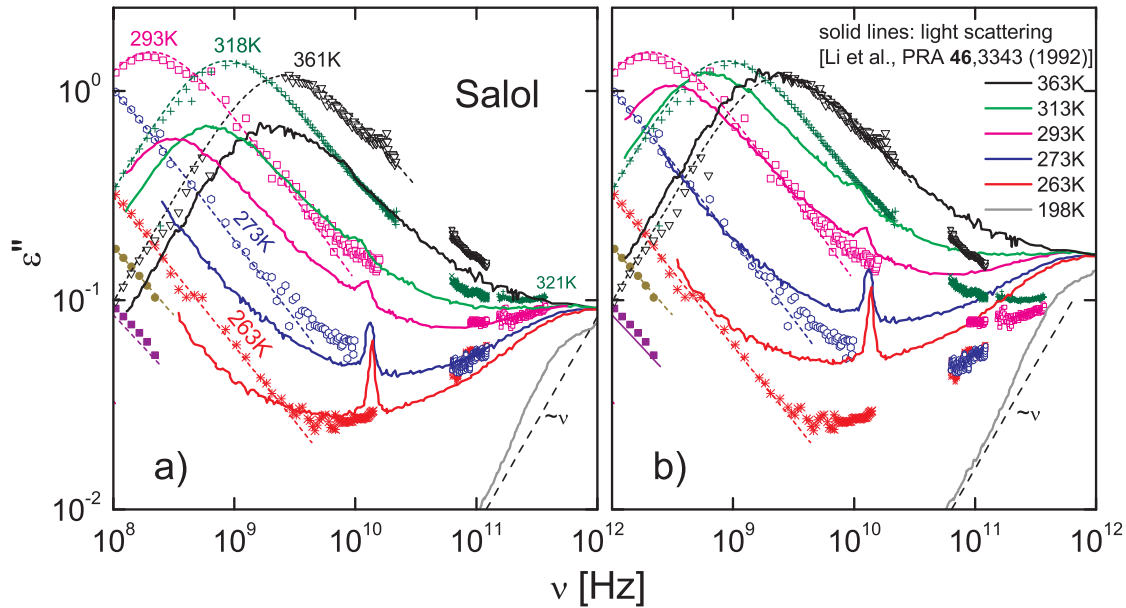 293K
318K
361K
Salol
solid lines: light scattering
[Li et al., PRA 46,3343 (1992)]
363K
313K
293K
273K
263K
198K
10^0
ε"
273K
321K
10^-1
263K
~ν
~ν
a)
b)
10^-2
10^8
10^9
10^10
10^11
10^12
10^9
10^10
10^11
10^12
ν [Hz]